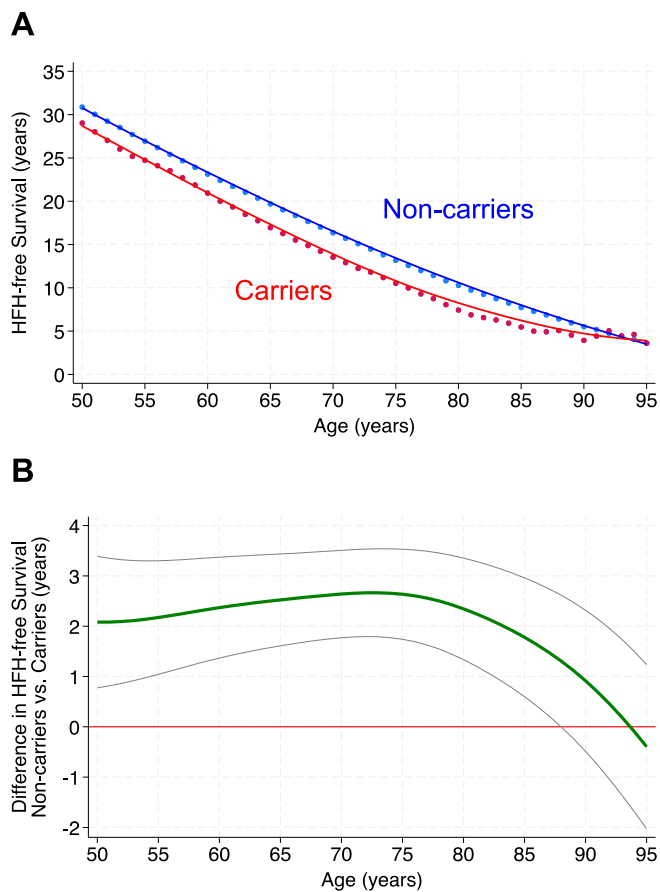 A
HFH-free Survival (years)
35
30
25
20
15
10
5
0
Non-carriers
Carriers
50 55 60 65 70 75 80 85 90 95
Age (years)
B
Difference in HFH-free Survival
Non-carriers vs. Carriers (years)
4
3
2
1
0
-1
-2
50 55 60 65 70 75 80 85 90 95
Age (years)